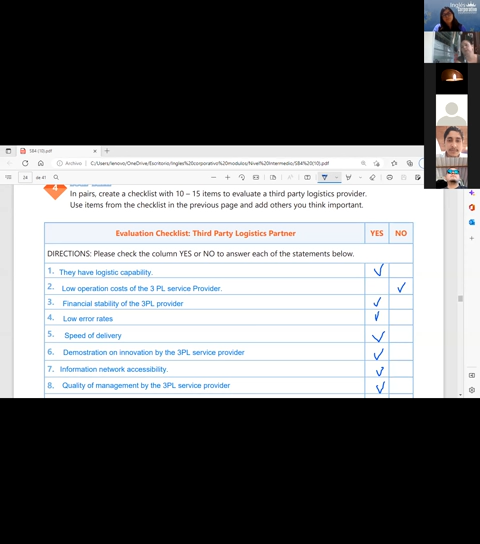 Inglés
Corporativo
SB4 (10).pdf
Archivo
C:/Users/lenovo/OneDrive/Escritorio/Ingles%20corporativo%20modulos/Nivel%20Intermedio/SB4%20(10).pdf
24 de 41
In pairs, create a checklist with 10 – 15 items to evaluate a third party logistics provider.
Use items from the checklist in the previous page and add others you think important.
Evaluation Checklist: Third Party Logistics Partner YES NO
DIRECTIONS: Please check the column YES or NO to answer each of the statements below.
1. They have logistic capability.
2. Low operation costs of the 3 PL service Provider.
3. Financial stability of the 3PL provider
4. Low error rates
5. Speed of delivery
6. Demostration on innovation by the 3PL service provider
7. Information network accessibility.
8. Quality of management by the 3PL service provider